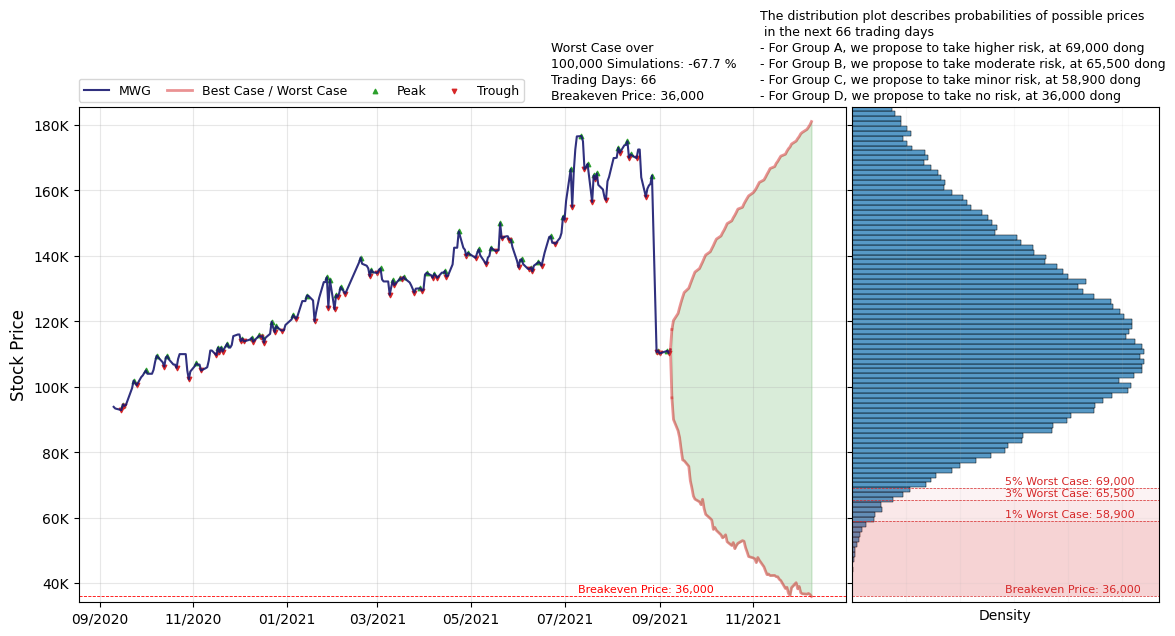 The distribution plot describes probabilities of possible prices
in the next 66 trading days
- For Group A, we propose to take higher risk, at 69,000 dong
- For Group B, we propose to take moderate risk, at 65,500 dong
- For Group C, we propose to take minor risk, at 58,900 dong
- For Group D, we propose to take no risk, at 36,000 dong
Worst Case over
100,000 Simulations: -67.7 %
Trading Days: 66
Breakeven Price: 36,000
MWG
Best Case / Worst Case
Peak
Trough
Stock Price
180K
160K
140K
120K
100K
80K
60K
40K
Breakeven Price: 36,000
09/2020
11/2020
01/2021
03/2021
05/2021
07/2021
09/2021
11/2021
5% Worst Case: 69,000
3% Worst Case: 65,500
1% Worst Case: 58,900
Breakeven Price: 36,000
Density